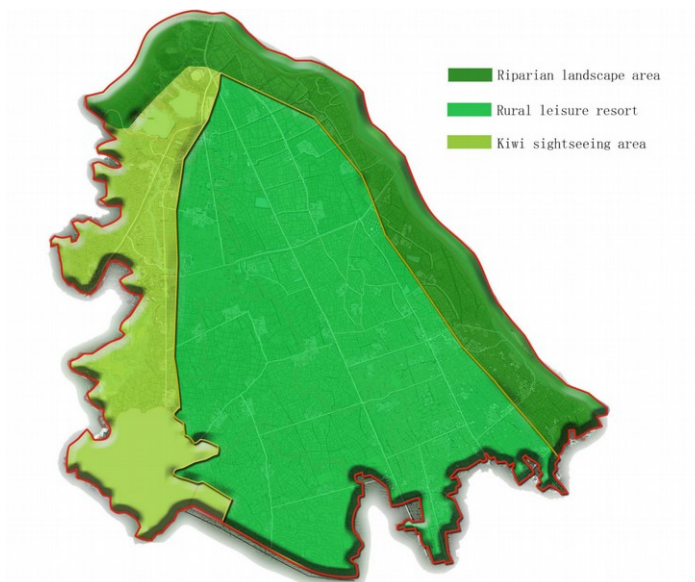 Riparian landscape area
Rural leisure resort
Kiwi sightseeing area